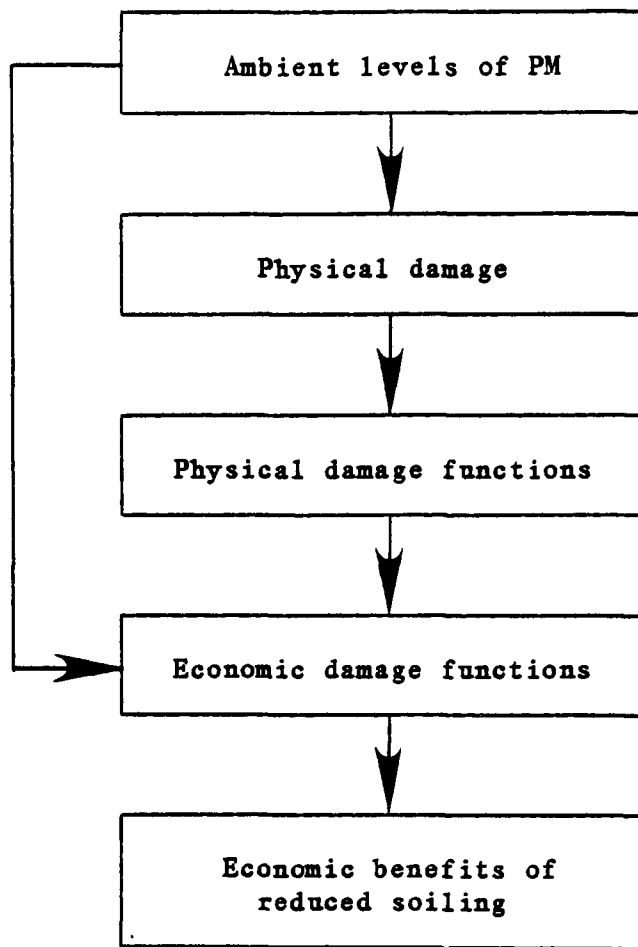 Ambient levels of PM
Physical damage
Physical damage functions
Economic damage functions
Economic benefits of
reduced soiling